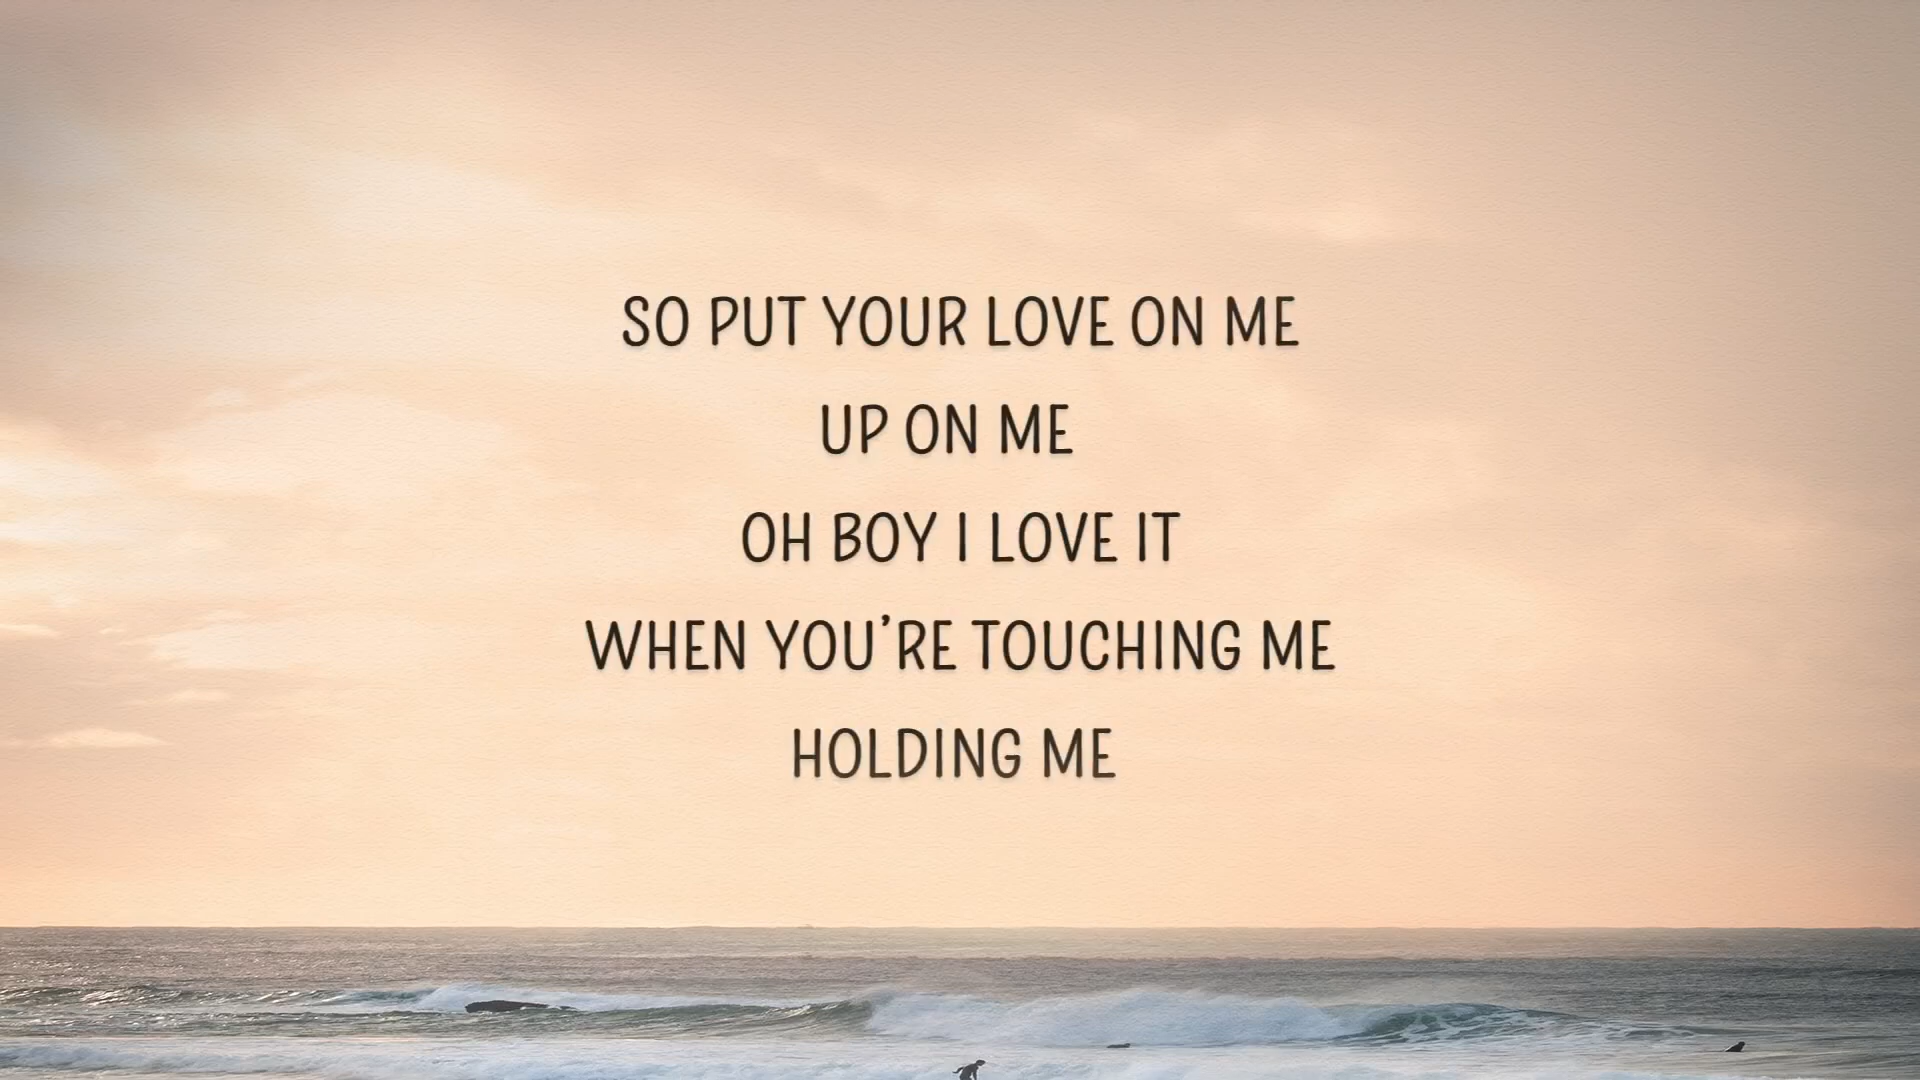 SO PUT YOUR LOVE ON ME
UP ON ME
OH BOY I LOVE IT
WHEN YOU’RE TOUCHING ME
HOLDING ME